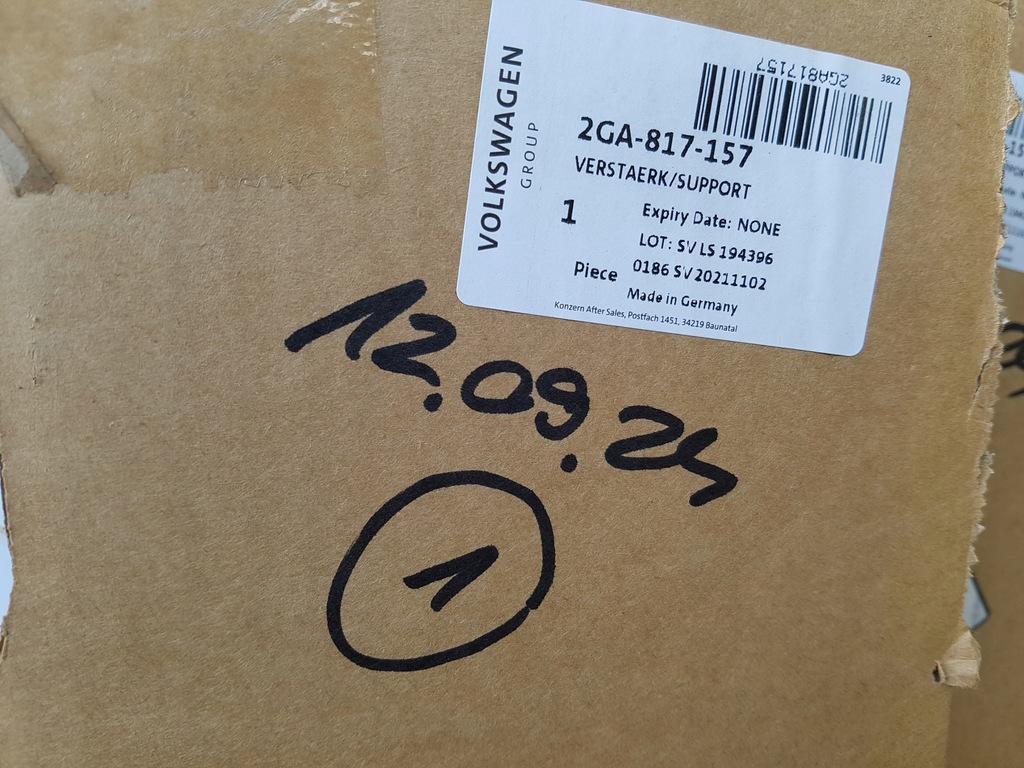 VOLKSWAGEN
GROUP
3822
2GA817157
2GA-817-157
VERSTAERK/SUPPORT
1
Piece
Expiry Date: NONE
LOT: SV LS 194396
0186 SV 20211102
Made in Germany
Konzern After Sales, Postfach 1451, 34219 Baunatal
12.09.24
1